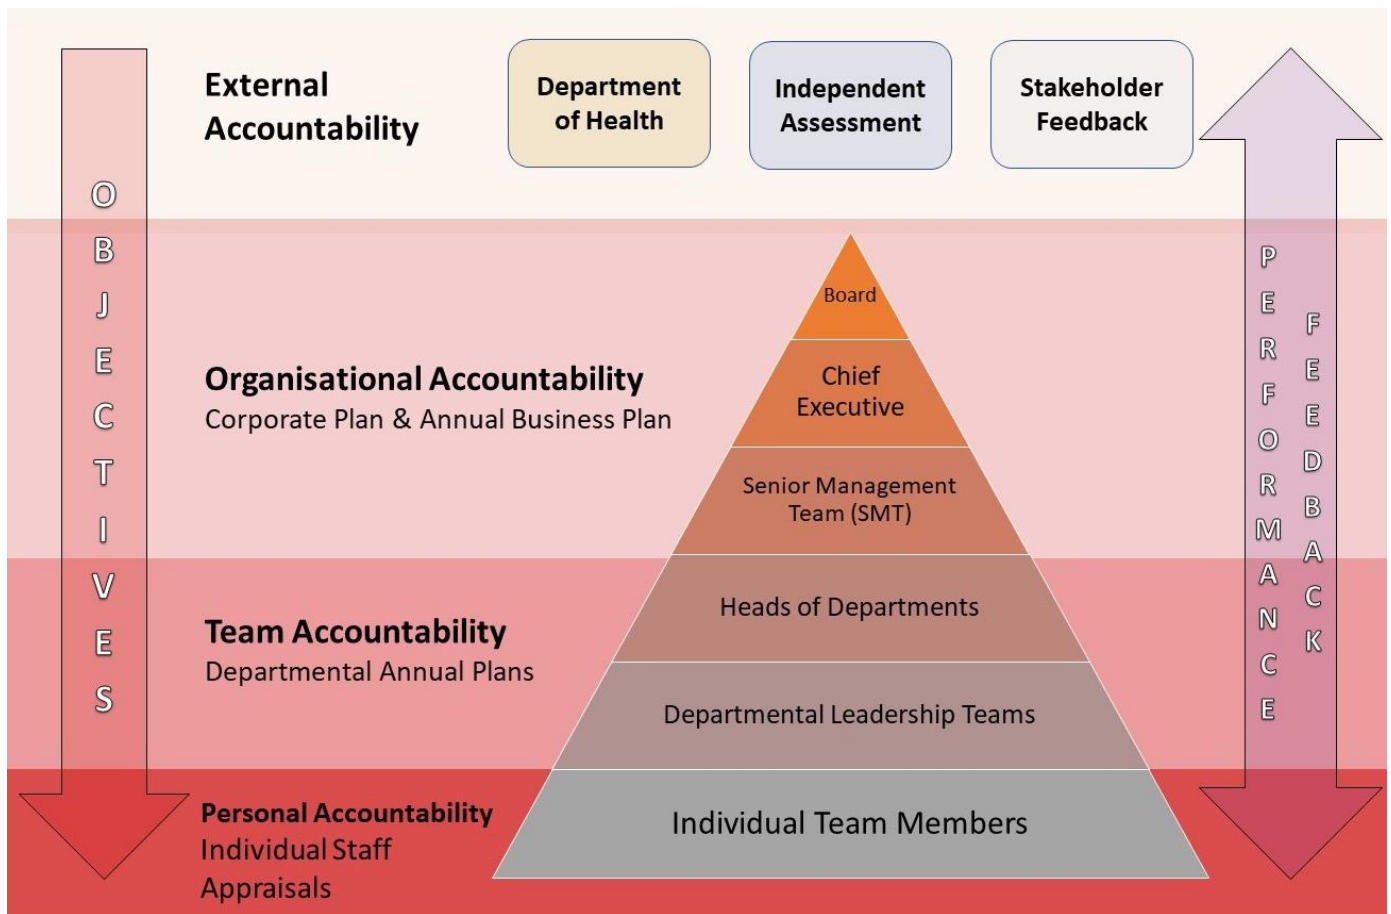 OBJECTIVES
External
Accountability
Department
of Health
Independent
Assessment
Stakeholder
Feedback
PERFORMANCE
FEEDBACK
Board
Chief
Executive
Organisational Accountability
Corporate Plan & Annual Business Plan
Senior Management
Team (SMT)
Heads of Departments
Team Accountability
Departmental Annual Plans
Departmental Leadership Teams
Personal Accountability
Individual Staff
Appraisals
Individual Team Members